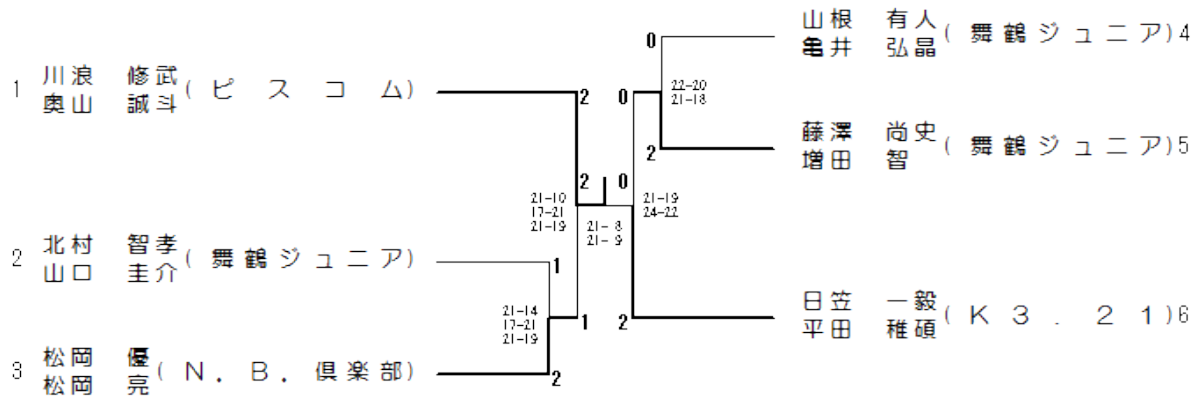 山根 有人
亀井 弘晶
( 舞鶴ジュニア) 4
0
1
川浪 修武
奥山 誠斗
( ピスコム)
2
0
22-20
21-18
藤澤 尚史
増田 智
( 舞鶴ジュニア) 5
2
2
0
21-10
17-21
21-19
21- 8
21- 9
21-19
24-22
2
北村 智孝
山口 圭介
( 舞鶴ジュニア)
1
21-14
17-21
21-19
1
2
日笠 一毅
平田 稚碩
( K3.21) 6
3
松岡 優
松岡 亮
( N.B.倶楽部)
2